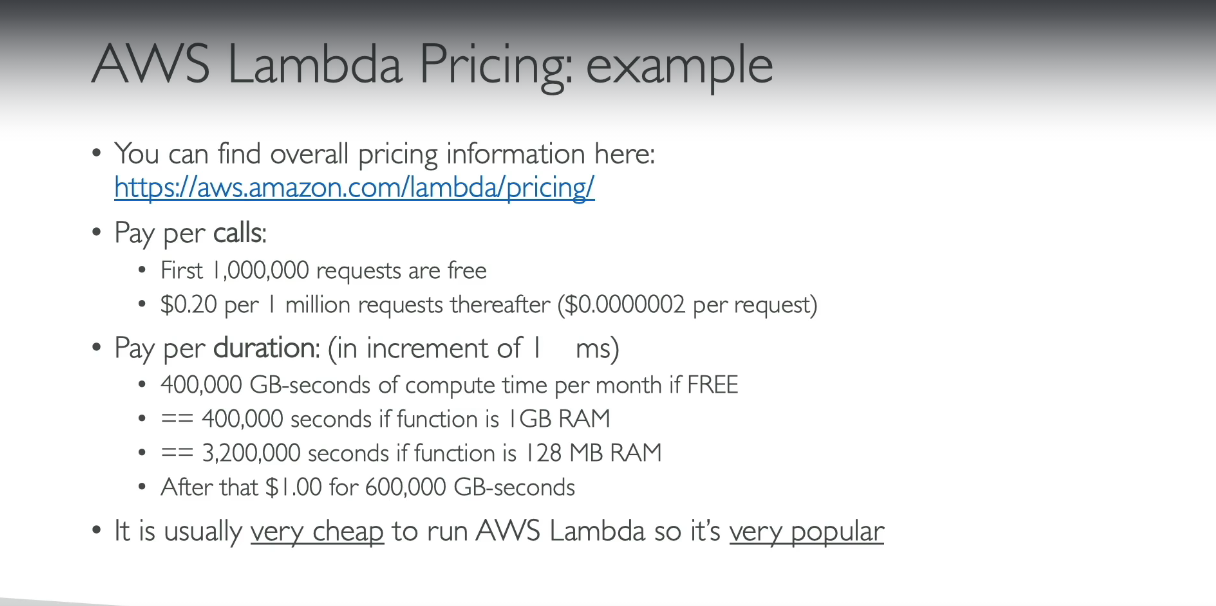 AWS Lambda Pricing: example
• You can find overall pricing information here:
https://aws.amazon.com/lambda/pricing/
• Pay per calls:
• First 1,000,000 requests are free
• $0.20 per 1 million requests thereafter ($0.0000002 per request)
• Pay per duration: (in increment of 1 ms)
• 400,000 GB-seconds of compute time per month if FREE
• == 400,000 seconds if function is 1GB RAM
• == 3,200,000 seconds if function is 128 MB RAM
• After that $1.00 for 600,000 GB-seconds
• It is usually very cheap to run AWS Lambda so it’s very popular